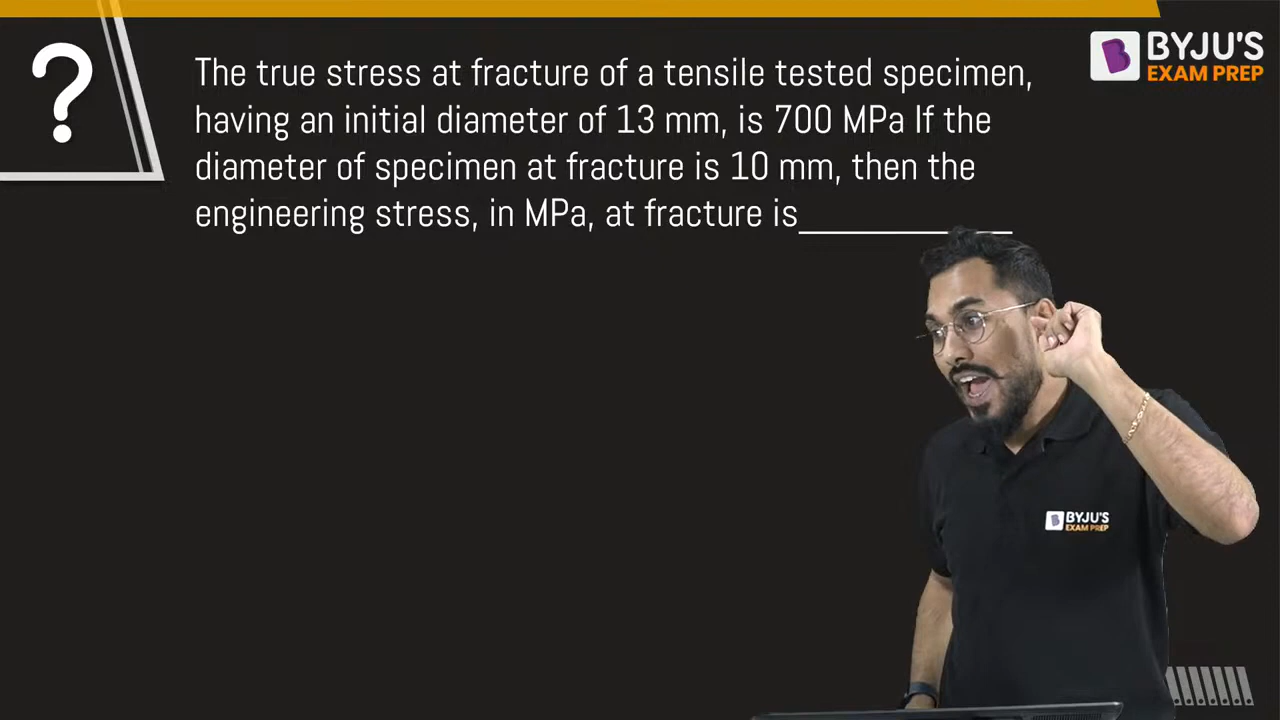 ?
The true stress at fracture of a tensile tested specimen,
having an initial diameter of 13 mm, is 700 MPa If the
diameter of specimen at fracture is 10 mm, then the
engineering stress, in MPa, at fracture is____________
B BYJU'S
EXAM PREP
B BYJU'S
EXAM PREP